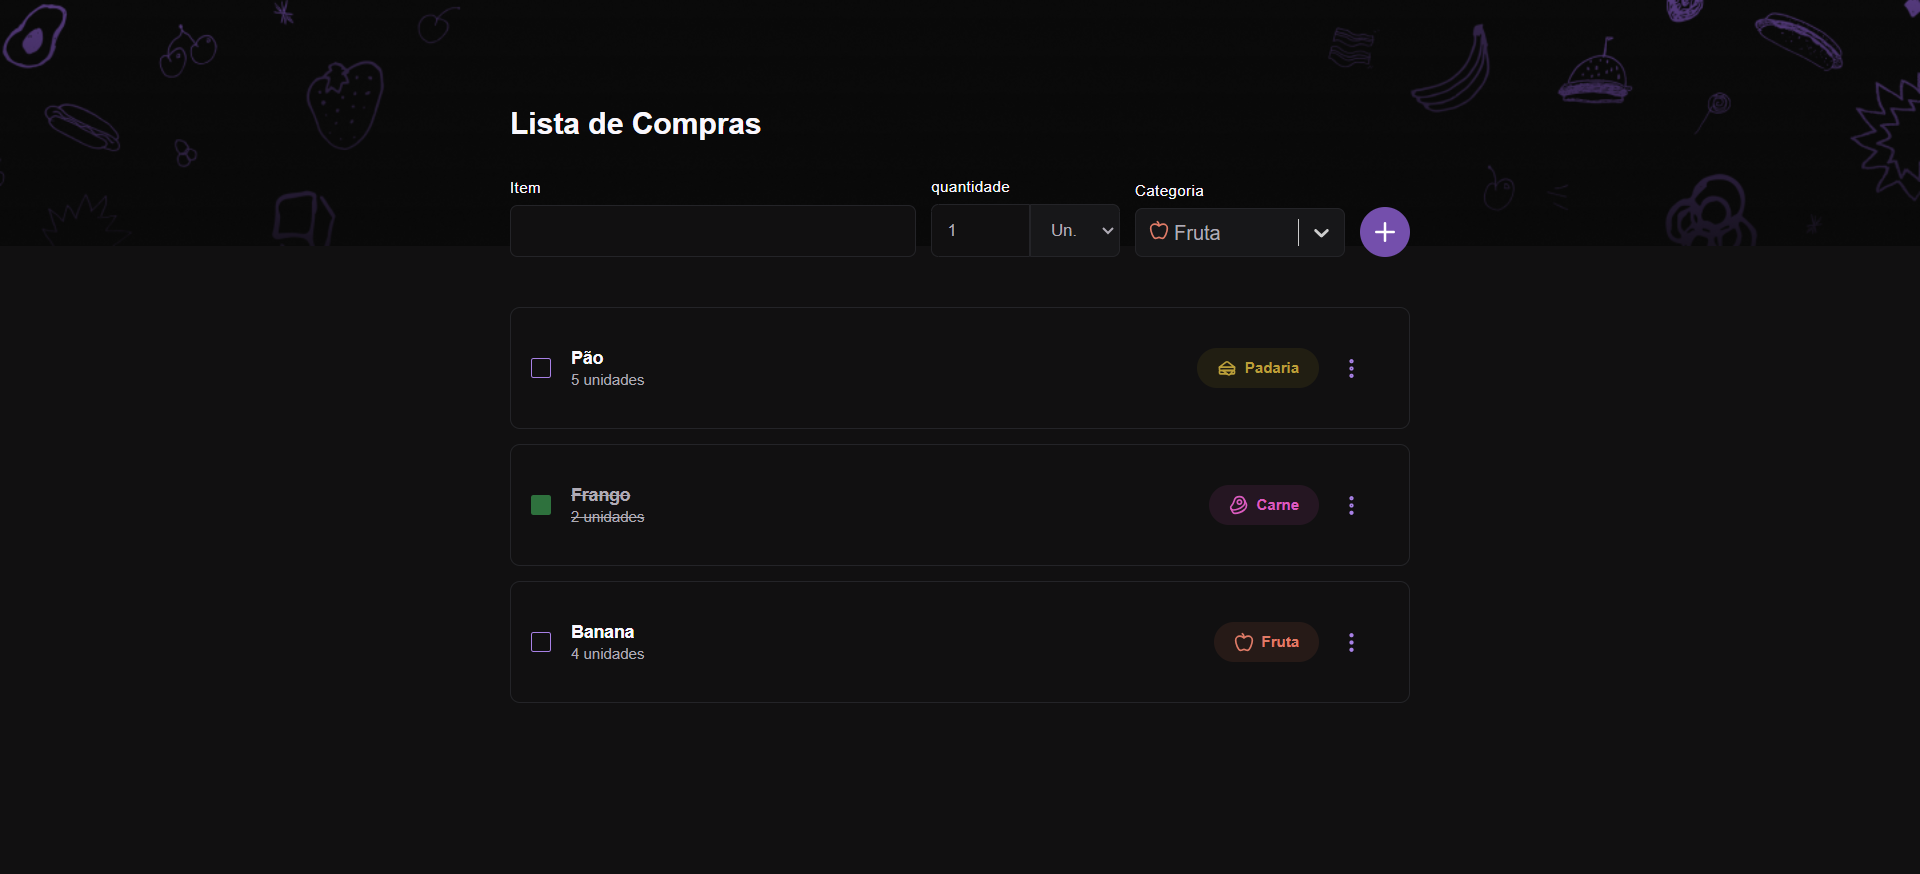 Lista de Compras
Item
quantidade
Categoria
1
Un.
Fruta
Pão
5 unidades
Padaria
Frango
2 unidades
Carne
Banana
4 unidades
Fruta